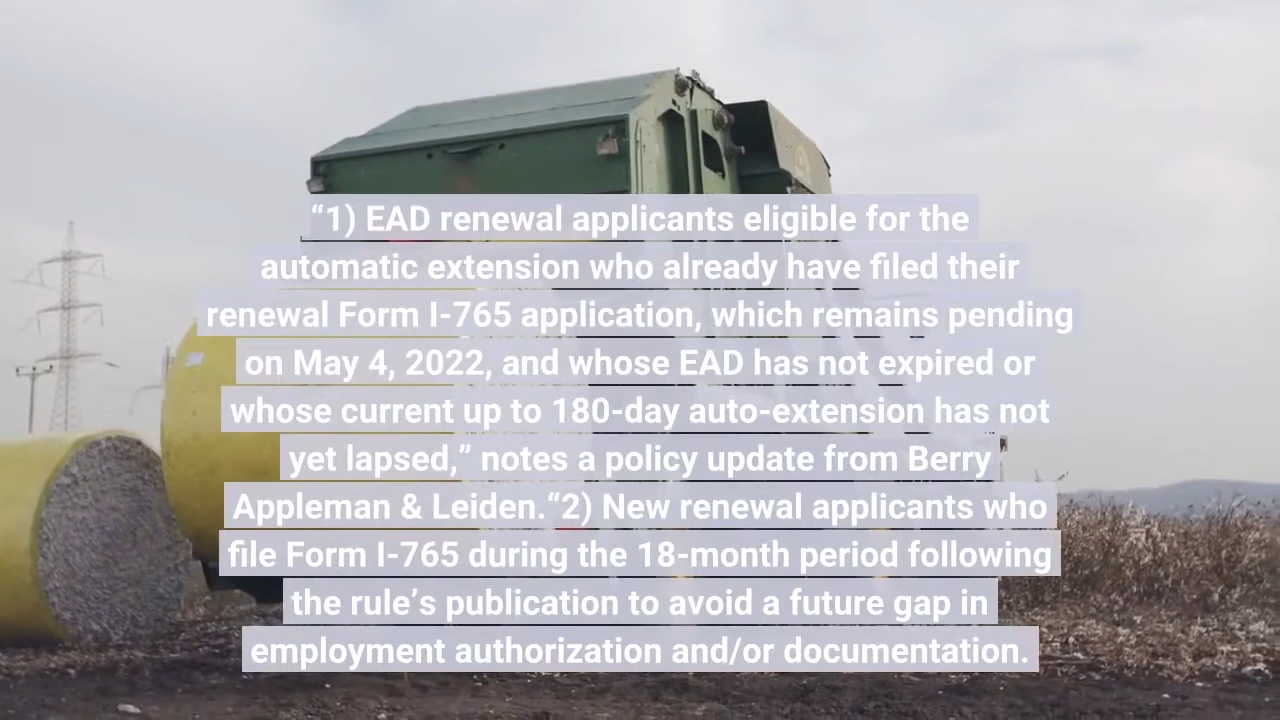 “1) EAD renewal applicants eligible for the
automatic extension who already have filed their
renewal Form I-765 application, which remains pending
on May 4, 2022, and whose EAD has not expired or
whose current up to 180-day auto-extension has not
yet lapsed,” notes a policy update from Berry
Appleman & Leiden.“2) New renewal applicants who
file Form I-765 during the 18-month period following
the rule’s publication to avoid a future gap in
employment authorization and/or documentation.